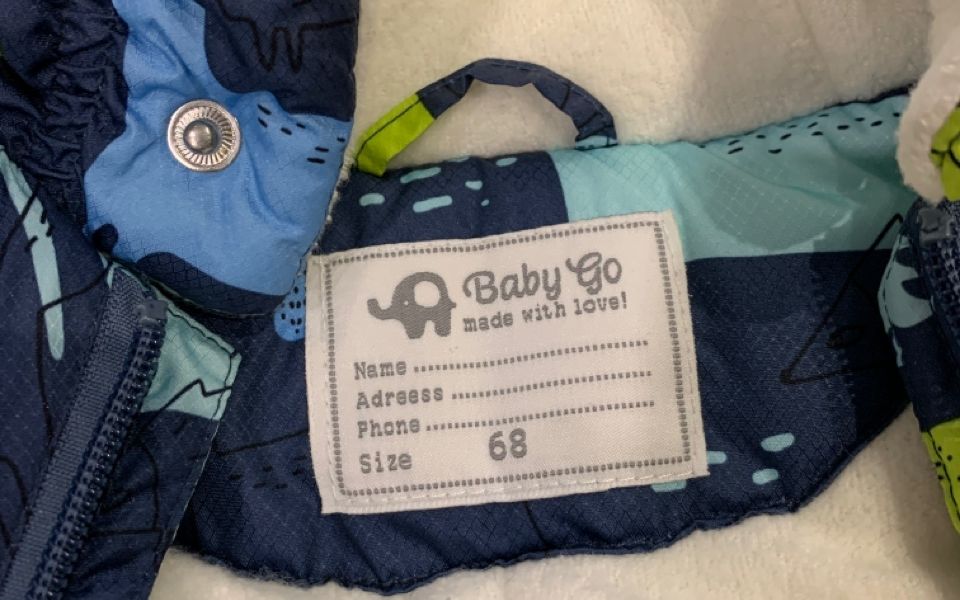 Baby Go
made with love!
Name
Adreess
Phone
Size 68